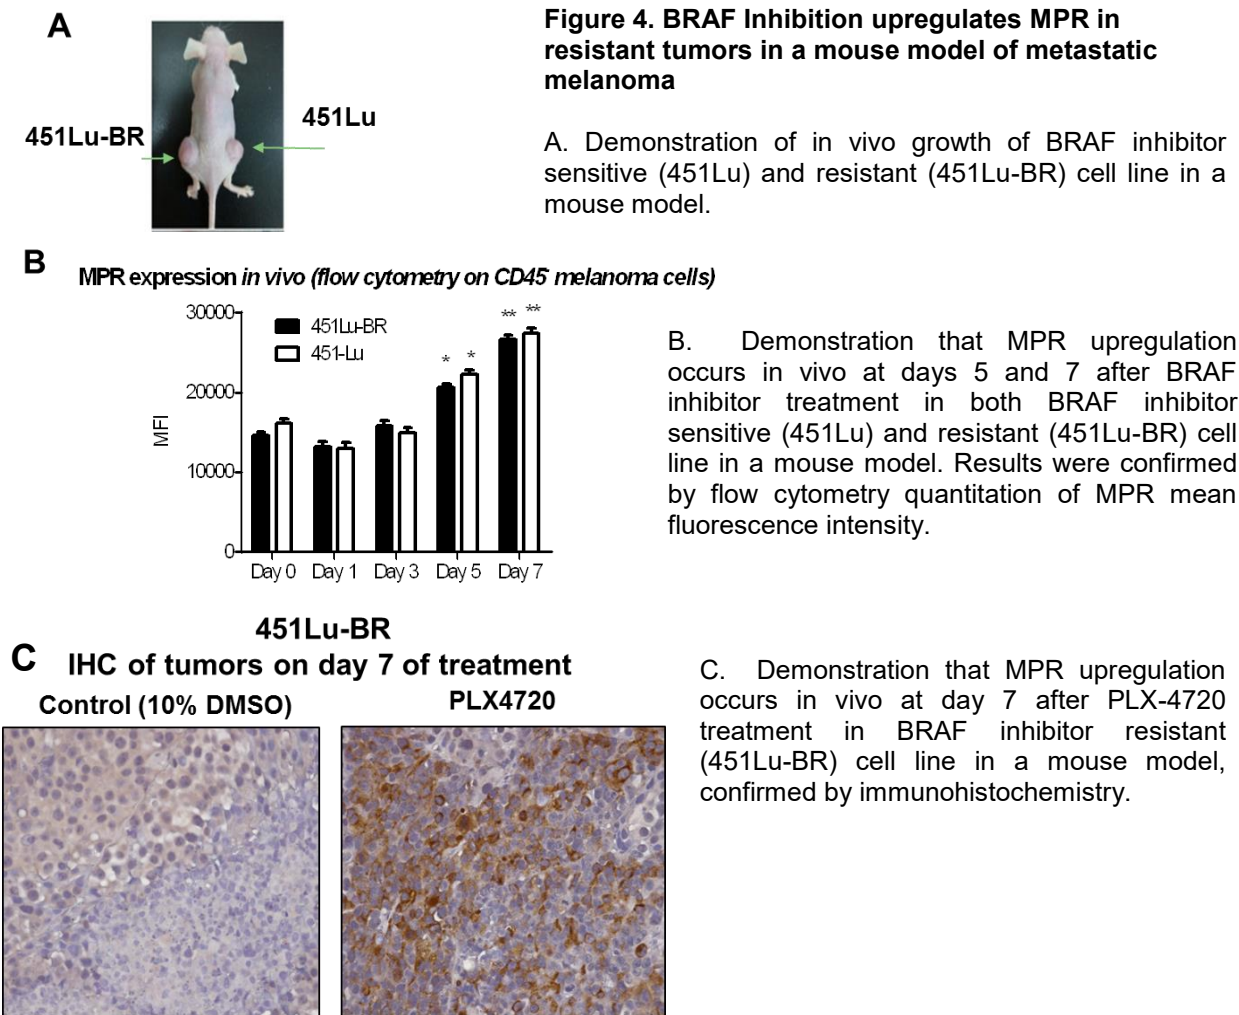 A
451Lu-BR
451Lu
Figure 4. BRAF Inhibition upregulates MPR in
resistant tumors in a mouse model of metastatic
melanoma
A. Demonstration of in vivo growth of BRAF inhibitor
sensitive (451Lu) and resistant (451Lu-BR) cell line in a
mouse model.
B
MPR expression in vivo (flow cytometry on CD45⁻ melanoma cells)
30000
20000
10000
0
MFI
451Lu-BR
451-Lu
* *
** **
Day 0 Day 1 Day 3 Day 5 Day 7
B. Demonstration that MPR upregulation
occurs in vivo at days 5 and 7 after BRAF
inhibitor treatment in both BRAF inhibitor
sensitive (451Lu) and resistant (451Lu-BR) cell
line in a mouse model. Results were confirmed
by flow cytometry quantitation of MPR mean
fluorescence intensity.
451Lu-BR
C IHC of tumors on day 7 of treatment
Control (10% DMSO) PLX4720
C. Demonstration that MPR upregulation
occurs in vivo at day 7 after PLX-4720
treatment in BRAF inhibitor resistant
(451Lu-BR) cell line in a mouse model,
confirmed by immunohistochemistry.